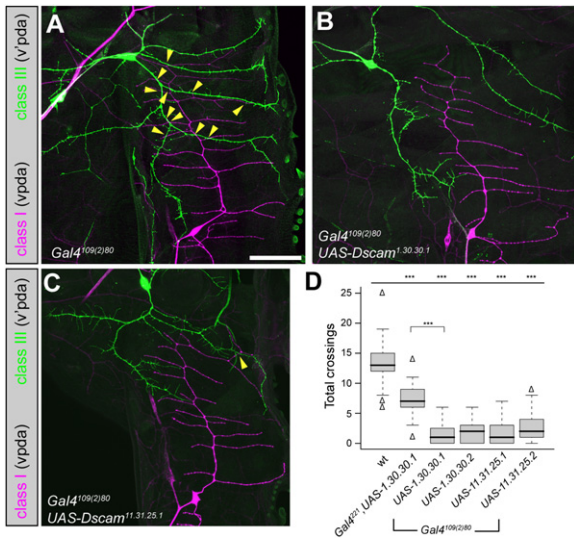 A
B
class III (v'pda)
class I (vpda)
Gal4109(2)80
Gal4109(2)80
UAS-Dscam1.30.30.1
C
D
class III (v'pda)
class I (vpda)
Gal4109(2)80
UAS-Dscam11.31.25.1
*** *** *** *** ***
***
Total crossings
25
20
15
10
5
0
wt
Gal4221, UAS-1.30.30.1
UAS-1.30.30.1
UAS-1.30.30.2
UAS-11.31.25.1
UAS-11.31.25.2
Gal4109(2)80